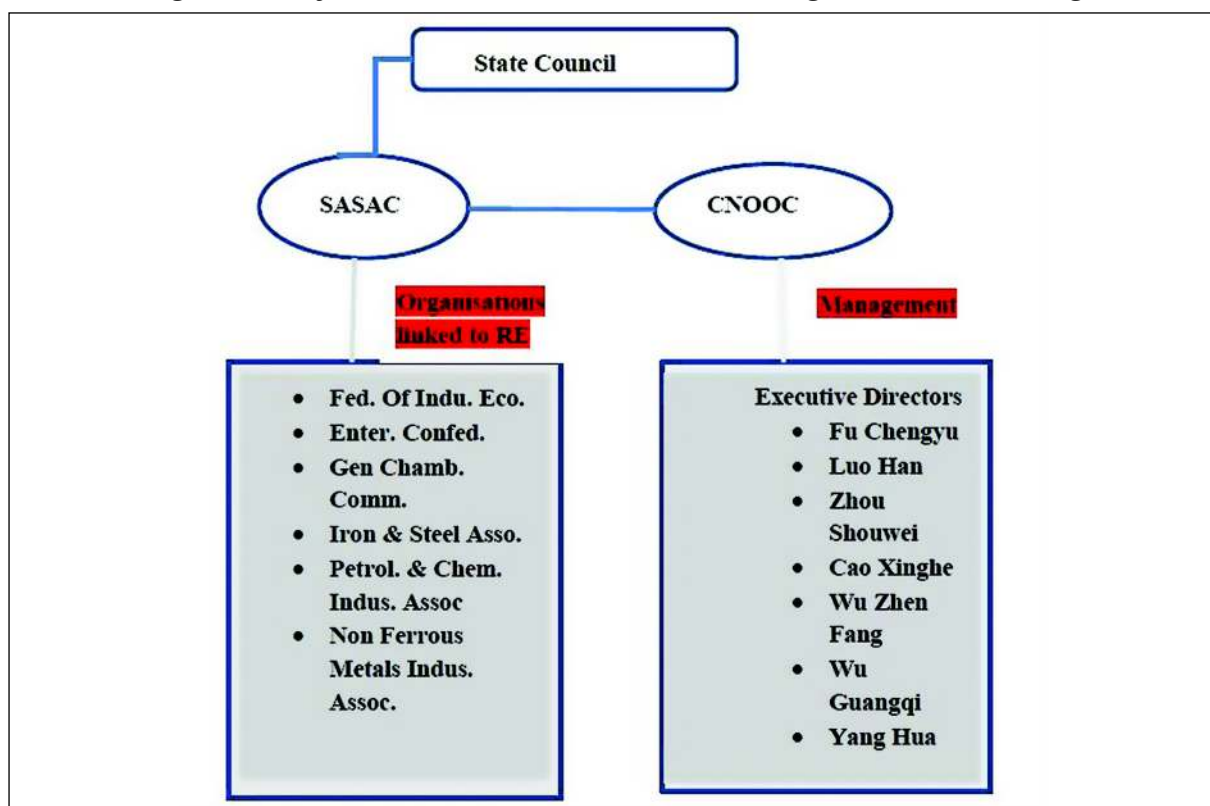 State Council
SASAC
CNOOC
Organisations
linked to RE
Management
• Fed. Of Indu. Eco.
• Enter. Confed.
• Gen Chamb.
Comm.
• Iron & Steel Asso.
• Petrol. & Chem.
Indus. Assoc
• Non Ferrous
Metals Indus.
Assoc.
Executive Directors
• Fu Chengyu
• Luo Han
• Zhou
Shouwei
• Cao Xinghe
• Wu Zhen
Fang
• Wu
Guangqi
• Yang Hua